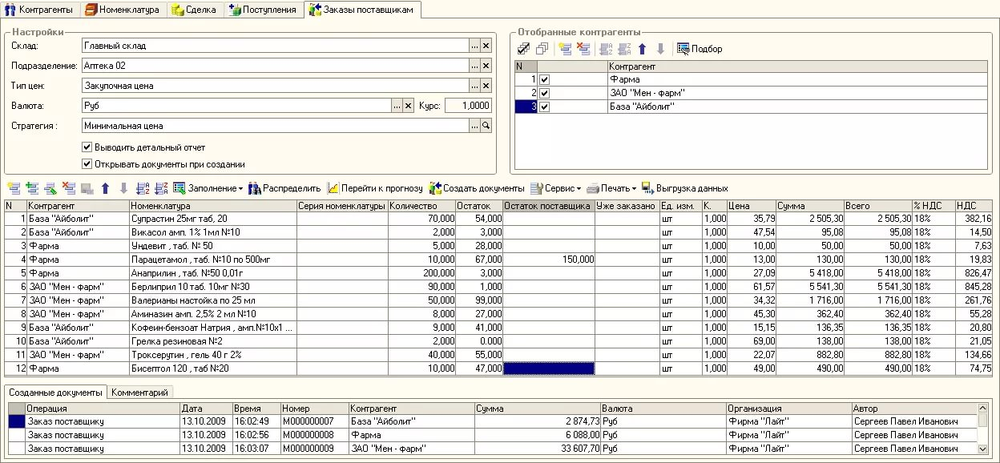 Контрагенты Номенклатура Сделка Поступления Заказы поставщикам
Настройки
Склад: Главный склад ... x
Подразделение: Аптека 02 ... x
Тип цен: Закупочная цена ... x
Валюта: Руб ... x Курс: 1,0000
Стратегия : Минимальная цена ...
Выводить детальный отчет
Открывать документы при создании
Отобранные контрагенты
Подбор
N Контрагент
1 Фарма
2 ЗАО "Мен - фарм"
3 База "Айболит"
Заполнение Распределить Перейти к прогнозу Создать документы Сервис Печать Выгрузка данных
N Контрагент Номенклатура Серия номенклатуры Количество Остаток Остаток поставщика Уже заказано Ед. изм. К. Цена Сумма Всего % НДС НДС
1 База "Айболит" Супрастин 25мг таб, 20 70,000 54,000 шт 1,000 35,79 2 505,30 2 505,30 18% 382,16
2 База "Айболит" Викасол амп. 1% 1мл №10 2,000 3,000 шт 1,000 47,54 95,08 95,08 18% 14,50
3 Фарма Ундевит , таб. № 50 5,000 28,000 шт 1,000 10,00 50,00 50,00 18% 7,63
4 Фарма Парацетамол , таб. №10 по 500мг 10,000 67,000 150,000 шт 1,000 13,00 130,00 130,00 18% 19,83
5 Фарма Анаприлин , таб. №50 0,01г 200,000 3,000 шт 1,000 27,09 5 418,00 5 418,00 18% 826,47
6 ЗАО "Мен - фарм" Берлиприл 10 таб. 10мг №30 90,000 1,000 шт 1,000 61,57 5 541,30 5 541,30 18% 845,28
7 ЗАО "Мен - фарм" Валерианы настойка по 25 мл 50,000 99,000 шт 1,000 34,32 1 716,00 1 716,00 18% 261,76
8 ЗАО "Мен - фарм" Аминазин амп. 2,5% 2 мл №10 8,000 27,000 шт 1,000 45,30 362,40 362,40 18% 55,28
9 База "Айболит" Кофеин-бензоат Натрия , амп.№10х1 ... 9,000 41,000 шт 1,000 15,15 136,35 136,35 18% 20,80
10 База "Айболит" Грелка резиновая №2 2,000 0.000 шт 1,000 69,00 138,00 138,00 18% 21,05
11 ЗАО "Мен - фарм" Троксерутин , гель 40 г 2% 40,000 55,000 шт 1,000 22,07 882,80 882,80 18% 134,66
12 Фарма Бисептол 120 , таб №20 10,000 47,000 шт 1,000 49,00 490,00 490,00 18% 74,75
Созданные документы Комментарий
Операция Дата Время Номер Контрагент Сумма Валюта Организация Автор
Заказ поставщику 13.10.2009 16:02:49 М000000007 База "Айболит" 2 874,73 Руб Фирма "Лайт" Сергеев Павел Иванович
Заказ поставщику 13.10.2009 16:02:56 М000000008 Фарма 6 088,00 Руб Фирма "Лайт" Сергеев Павел Иванович
Заказ поставщику 13.10.2009 16:03:07 М000000009 ЗАО "Мен - фарм" 33 607,70 Руб Фирма "Лайт" Сергеев Павел Иванович